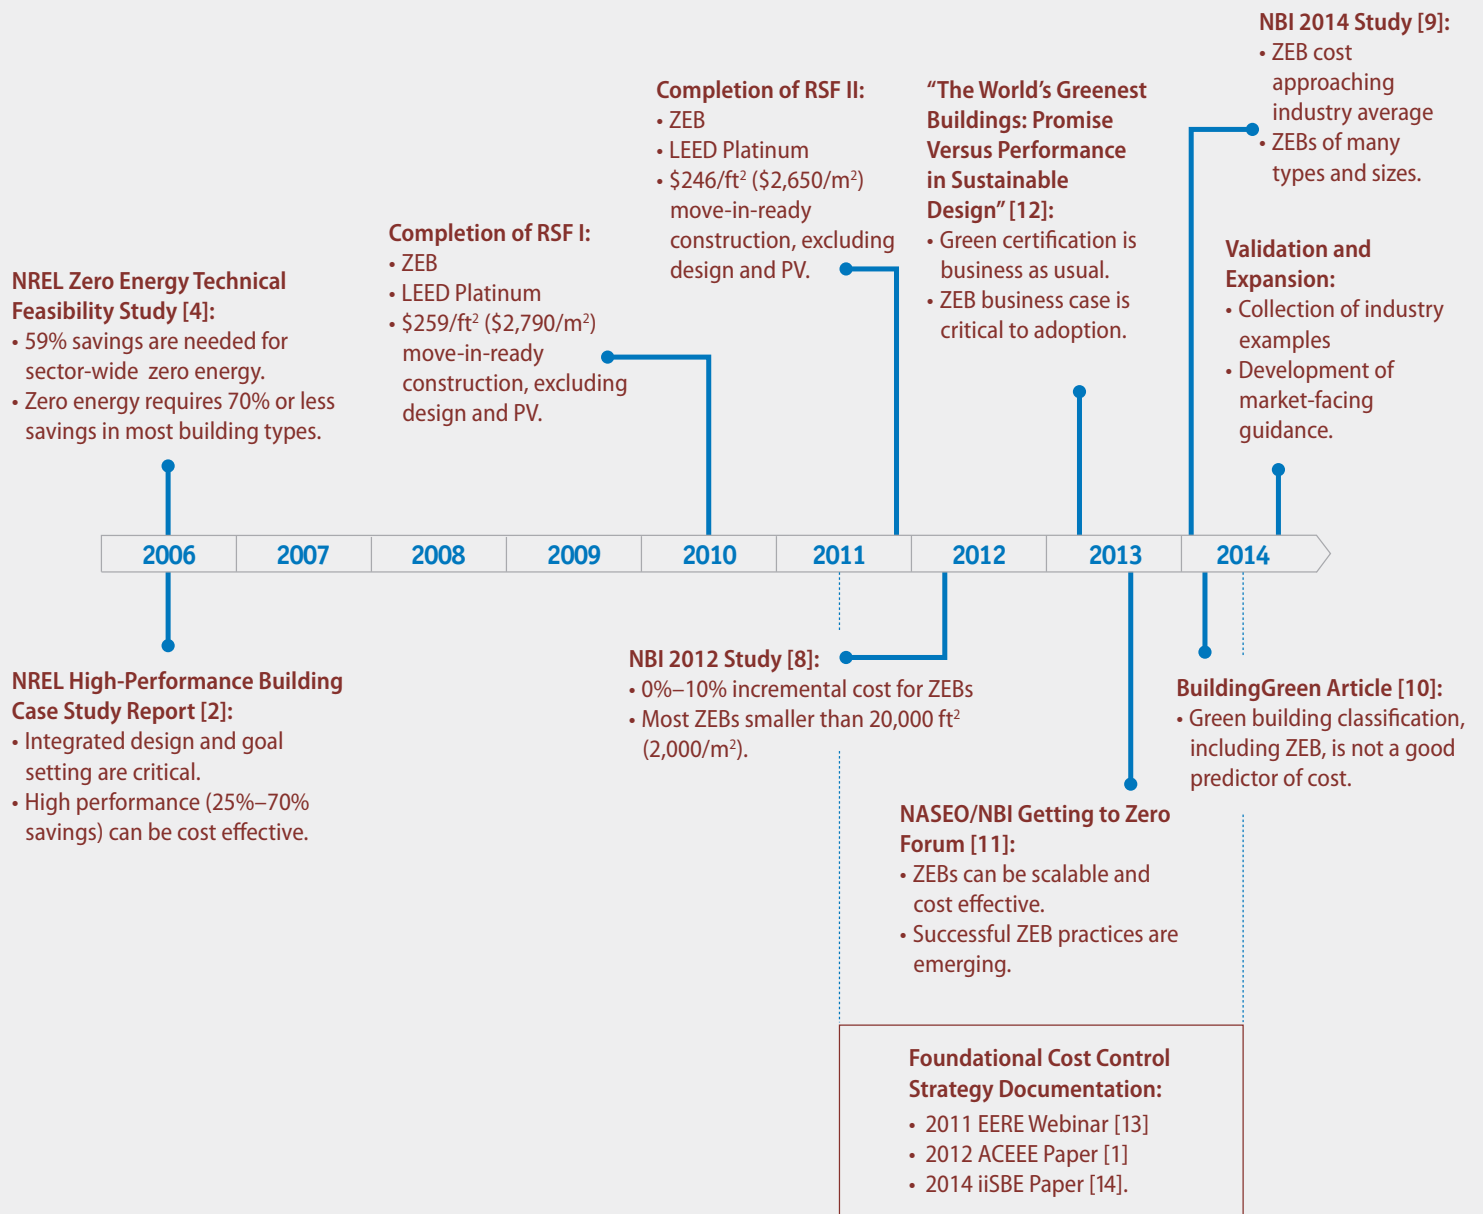 NREL Zero Energy Technical
Feasibility Study [4]:
• 59% savings are needed for
sector-wide zero energy.
• Zero energy requires 70% or less
savings in most building types.
Completion of RSF I:
• ZEB
• LEED Platinum
• $259/ft² ($2,790/m²)
move-in-ready
construction, excluding
design and PV.
Completion of RSF II:
• ZEB
• LEED Platinum
• $246/ft² ($2,650/m²)
move-in-ready
construction, excluding
design and PV.
“The World’s Greenest
Buildings: Promise
Versus Performance
in Sustainable
Design” [12]:
• Green certification is
business as usual.
• ZEB business case is
critical to adoption.
NBI 2014 Study [9]:
• ZEB cost
approaching
industry average
• ZEBs of many
types and sizes.
Validation and
Expansion:
• Collection of industry
examples
• Development of
market-facing
guidance.
2006 2007 2008 2009 2010 2011 2012 2013 2014
NREL High-Performance Building
Case Study Report [2]:
• Integrated design and goal
setting are critical.
• High performance (25%–70%
savings) can be cost effective.
NBI 2012 Study [8]:
• 0%–10% incremental cost for ZEBs
• Most ZEBs smaller than 20,000 ft²
(2,000/m²).
NASEO/NBI Getting to Zero
Forum [11]:
• ZEBs can be scalable and
cost effective.
• Successful ZEB practices are
emerging.
BuildingGreen Article [10]:
• Green building classification,
including ZEB, is not a good
predictor of cost.
Foundational Cost Control
Strategy Documentation:
• 2011 EERE Webinar [13]
• 2012 ACEEE Paper [1]
• 2014 iiSBE Paper [14].